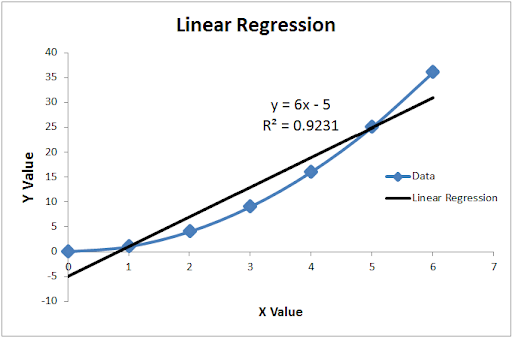 Linear Regression
40
35
30
25
20
15
10
5
0
-5
-10
Y Value
y = 6x - 5
R² = 0.9231
Data
Linear Regression
0 1 2 3 4 5 6 7
X Value